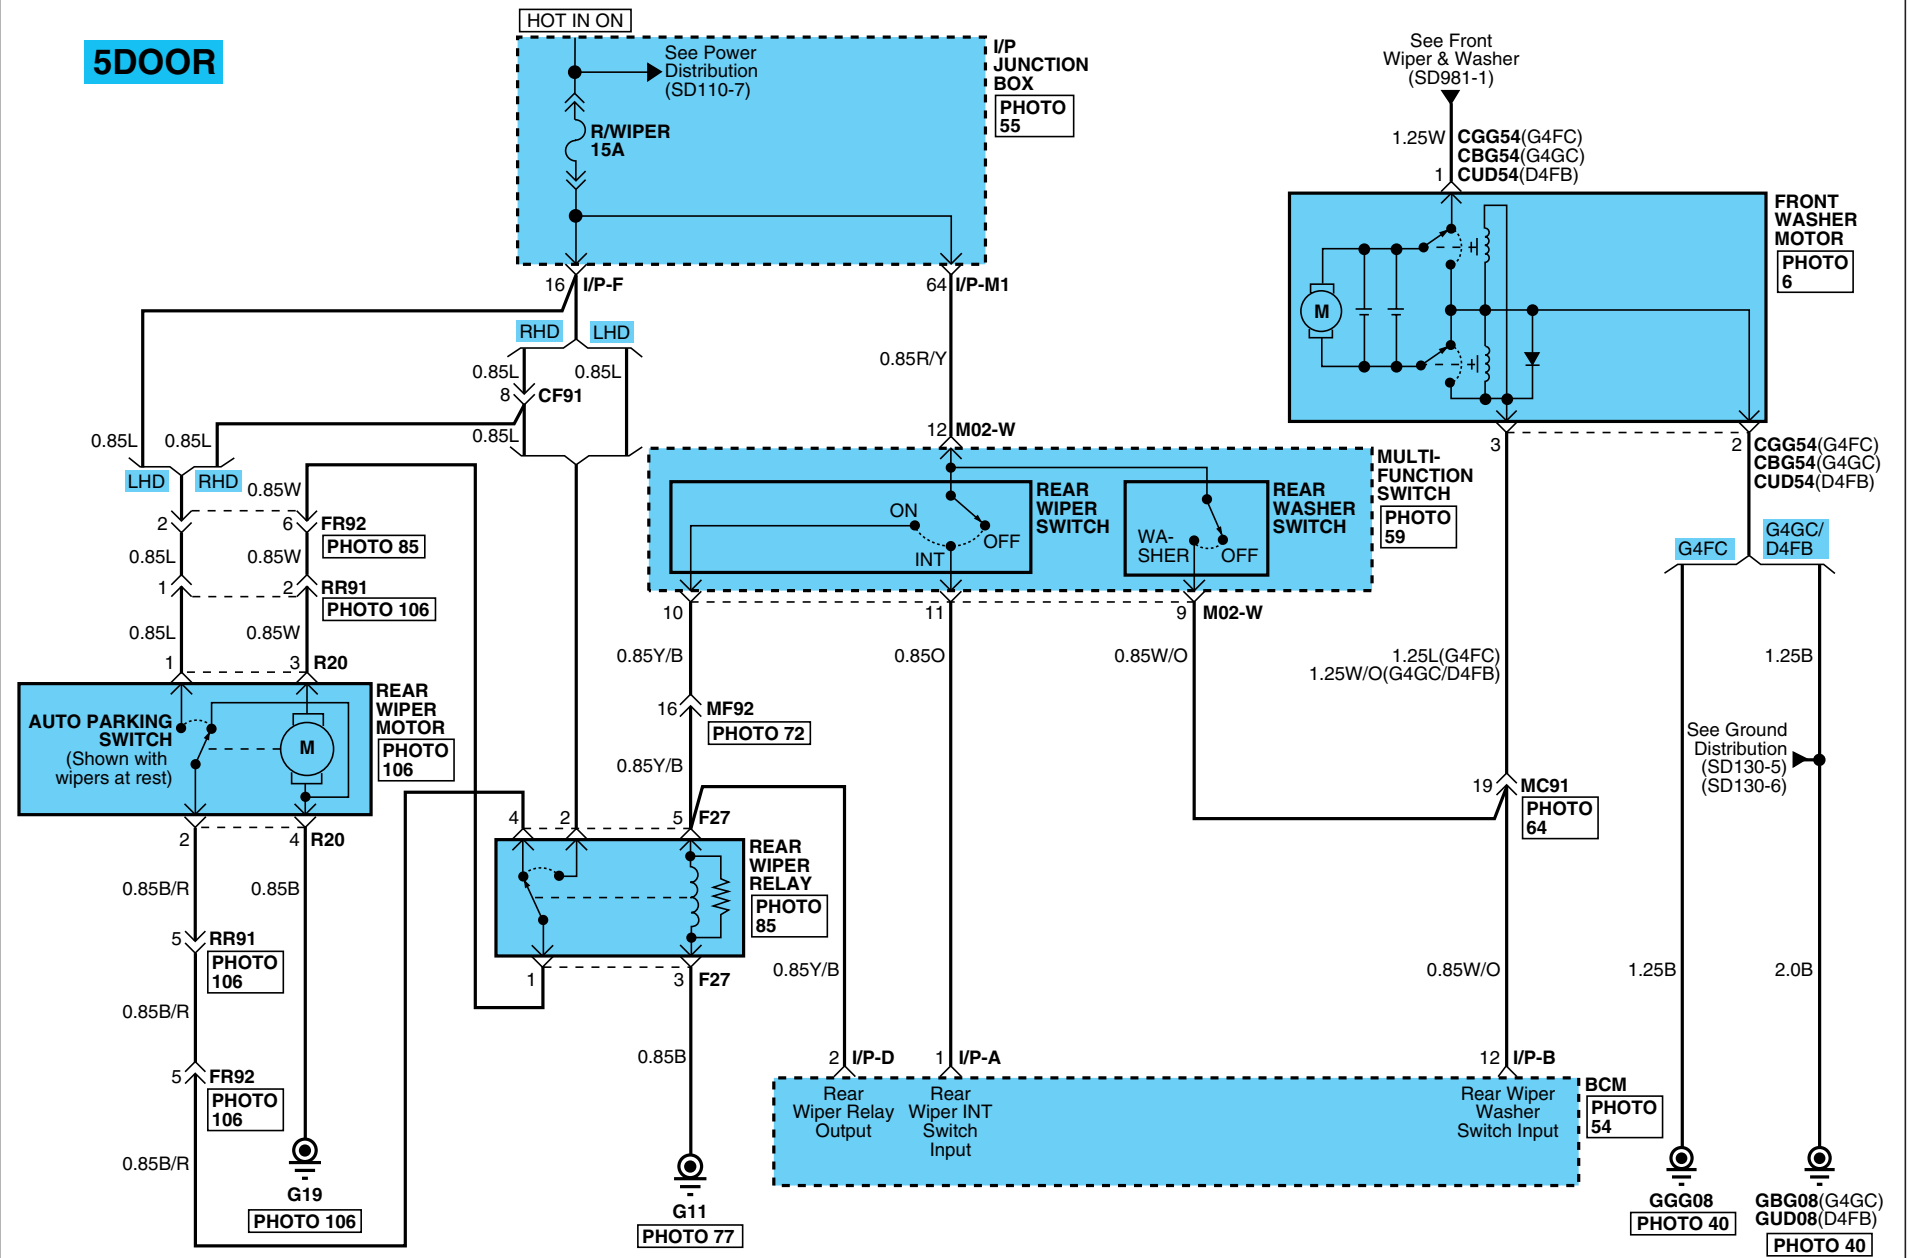 5DOOR
HOT IN ON
See Power
Distribution
(SD110-7)
R/WIPER
15A
I/P
JUNCTION
BOX
PHOTO
55
16 I/P-F
64 I/P-M1
RHD
LHD
0.85L
0.85L
8 CF91
0.85L
0.85R/Y
12 M02-W
See Front
Wiper & Washer
(SD981-1)
1.25W
CGG54(G4FC)
CBG54(G4GC)
1 CUD54(D4FB)
FRONT
WASHER
MOTOR
PHOTO
6
M
3
2
CGG54(G4FC)
CBG54(G4GC)
CUD54(D4FB)
0.85L
0.85L
LHD
RHD
0.85W
2
6 FR92
PHOTO 85
0.85L
0.85W
1
2 RR91
PHOTO 106
0.85L
0.85W
1
3 R20
AUTO PARKING
SWITCH
(Shown with
wipers at rest)
M
REAR
WIPER
MOTOR
PHOTO
106
2
4 R20
0.85B/R
0.85B
5 RR91
PHOTO
106
0.85B/R
5 FR92
PHOTO
106
0.85B/R
G19
PHOTO 106
ON
INT
OFF
REAR
WIPER
SWITCH
WA-
SHER
OFF
REAR
WASHER
SWITCH
MULTI-
FUNCTION
SWITCH
PHOTO
59
10
11
9 M02-W
0.85Y/B
0.85O
0.85W/O
16 MF92
PHOTO 72
0.85Y/B
4
2
5 F27
REAR
WIPER
RELAY
PHOTO
85
1
3 F27
0.85Y/B
0.85B
G11
PHOTO 77
1.25L(G4FC)
1.25W/O(G4GC/D4FB)
19 MC91
PHOTO
64
0.85W/O
G4FC
G4GC/
D4FB
1.25B
See Ground
Distribution
(SD130-5)
(SD130-6)
1.25B
2.0B
2 I/P-D
1 I/P-A
12 I/P-B
Rear
Wiper Relay
Output
Rear
Wiper INT
Switch
Input
Rear Wiper
Washer
Switch Input
BCM
PHOTO
54
GGG08
PHOTO 40
GBG08(G4GC)
GUD08(D4FB)
PHOTO 40